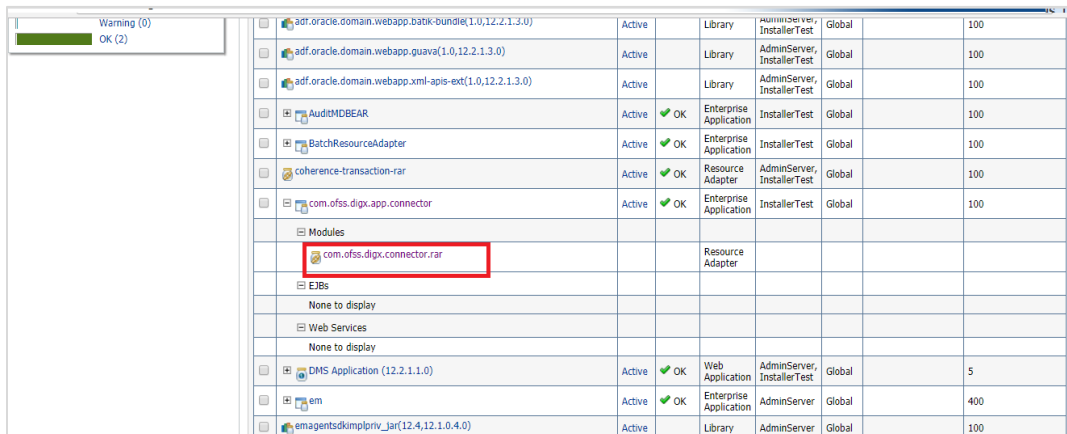 Warning (0)
OK (2)
adf.oracle.domain.webapp.batik-bundle(1.0,12.2.1.3.0) Active Library AdminServer, InstallerTest Global 100
adf.oracle.domain.webapp.guava(1.0,12.2.1.3.0) Active Library AdminServer, InstallerTest Global 100
adf.oracle.domain.webapp.xml-apis-ext(1.0,12.2.1.3.0) Active Library AdminServer, InstallerTest Global 100
AuditMDBEAR Active OK Enterprise Application InstallerTest Global 100
BatchResourceAdapter Active OK Enterprise Application InstallerTest Global 100
coherence-transaction-rar Active OK Resource Adapter AdminServer, InstallerTest Global 100
com.ofss.digx.app.connector Active OK Enterprise Application InstallerTest Global 100
Modules
com.ofss.digx.connector.rar Resource Adapter
EJBs
None to display
Web Services
None to display
DMS Application (12.2.1.1.0) Active OK Web Application AdminServer, InstallerTest Global 5
em Active OK Enterprise Application AdminServer Global 400
emagentsdkimplpriv_jar(12.4,12.1.0.4.0) Active Library AdminServer Global 100